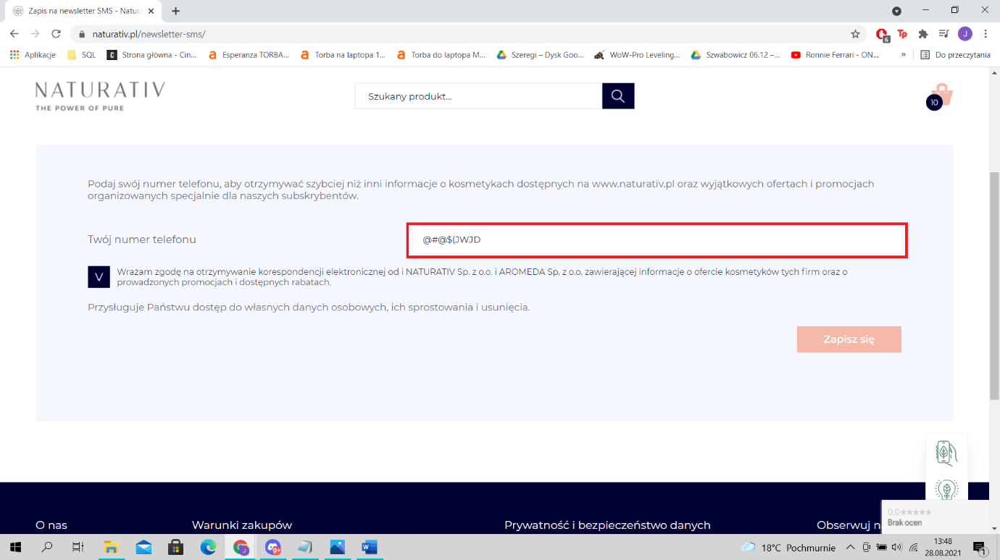 Zapis na newsletter SMS - Natura
naturativ.pl/newsletter-sms/
6
Tp
J
Aplikacje
SQL
C
Strona główna - Cin...
a
Esperanza TORBA...
a
Torba na laptopa 1...
a
Torba do laptopa M...
Szeregi – Dysk Goo...
WoW-Pro Leveling...
Szwabowicz 06.12 –...
Ronnie Ferrari - ON...
»
Do przeczytania
NATURATIV
THE POWER OF PURE
Szukany produkt...
10
Podaj swój numer telefonu, aby otrzymywać szybciej niż inni informacje o kosmetykach dostępnych na www.naturativ.pl oraz wyjątkowych ofertach i promocjach
organizowanych specjalnie dla naszych subskrybentów.
Twój numer telefonu
@#@$(JWJD
V
Wrażam zgodę na otrzymywanie korespondencji elektronicznej od i NATURATIV Sp. z o.o. i AROMEDA Sp. z o.o. zawierającej informacje o ofercie kosmetyków tych firm oraz o
prowadzonych promocjach i dostępnych rabatach.
Przysługuje Państwu dostęp do własnych danych osobowych, ich sprostowania i usunięcia.
Zapisz się
0,0★★★★★
Brak ocen
O nas
Warunki zakupów
Prywatność i bezpieczeństwo danych
Obserwuj n
J
9+
W
18°C Pochmurnie
13:48
28.08.2021
1